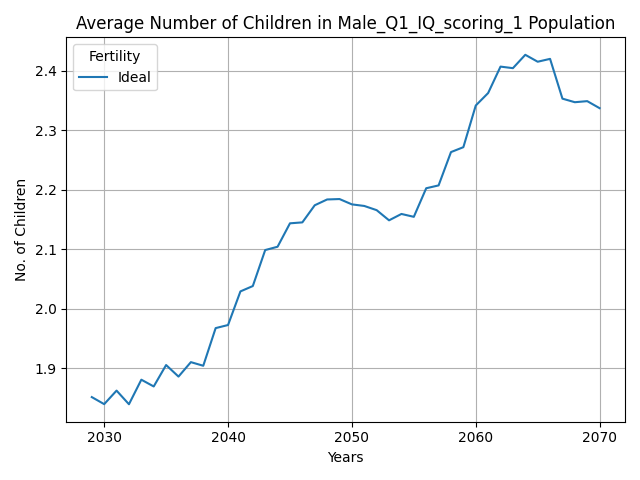 Average Number of Children in Male_Q1_IQ_scoring_1 Population
Fertility
Ideal
No. of Children
2.4
2.3
2.2
2.1
2.0
1.9
2030 2040 2050 2060 2070
Years